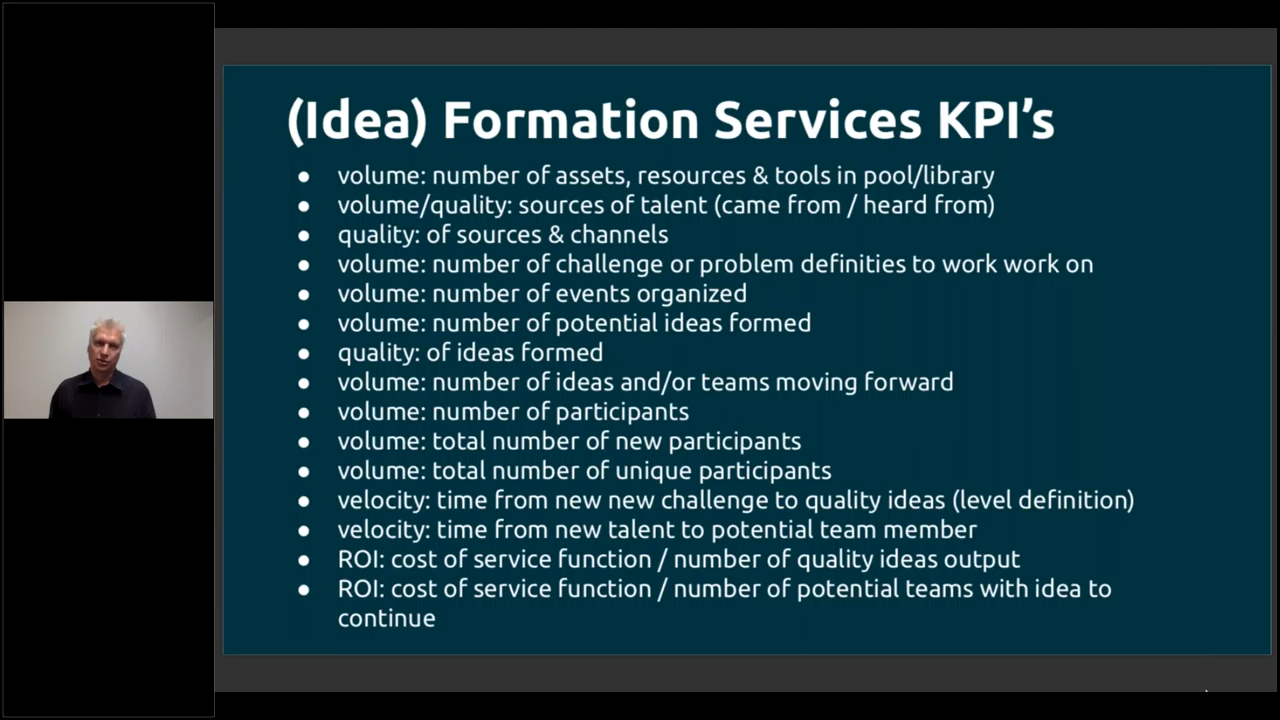 (Idea) Formation Services KPI’s
● volume: number of assets, resources & tools in pool/library
● volume/quality: sources of talent (came from / heard from)
● quality: of sources & channels
● volume: number of challenge or problem definities to work work on
● volume: number of events organized
● volume: number of potential ideas formed
● quality: of ideas formed
● volume: number of ideas and/or teams moving forward
● volume: number of participants
● volume: total number of new participants
● volume: total number of unique participants
● velocity: time from new new challenge to quality ideas (level definition)
● velocity: time from new talent to potential team member
● ROI: cost of service function / number of quality ideas output
● ROI: cost of service function / number of potential teams with idea to
continue